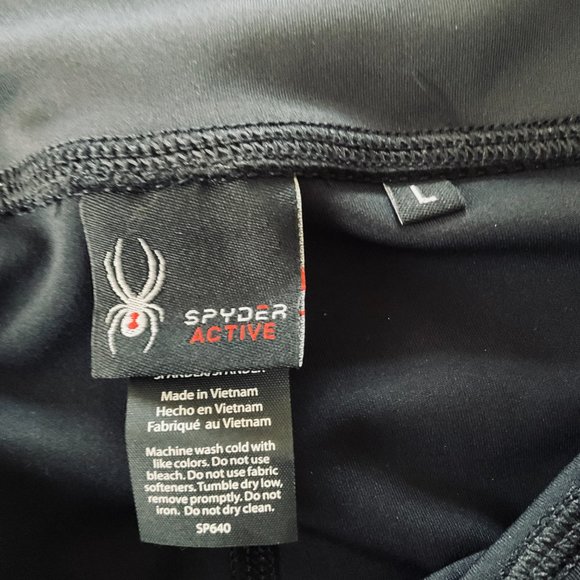 L
SPYDER
ACTIVE
Made in Vietnam
Hecho en Vietnam
Fabriqué au Vietnam
Machine wash cold with
like colors. Do not use
bleach. Do not use fabric
softeners. Tumble dry low,
remove promptly. Do not
iron. Do not dry clean.
SP640